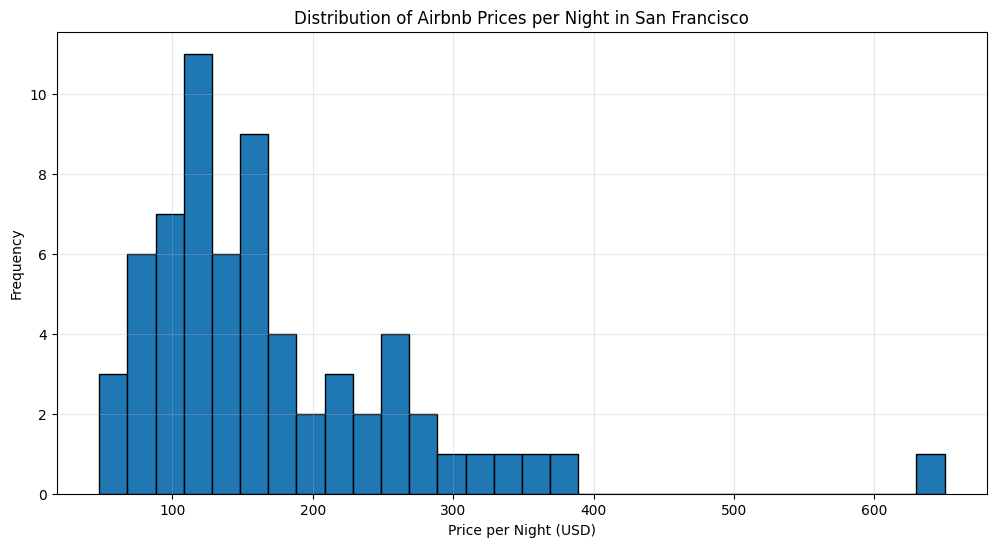 Distribution of Airbnb Prices per Night in San Francisco
10
8
6
4
2
0
Frequency
100 200 300 400 500 600
Price per Night (USD)